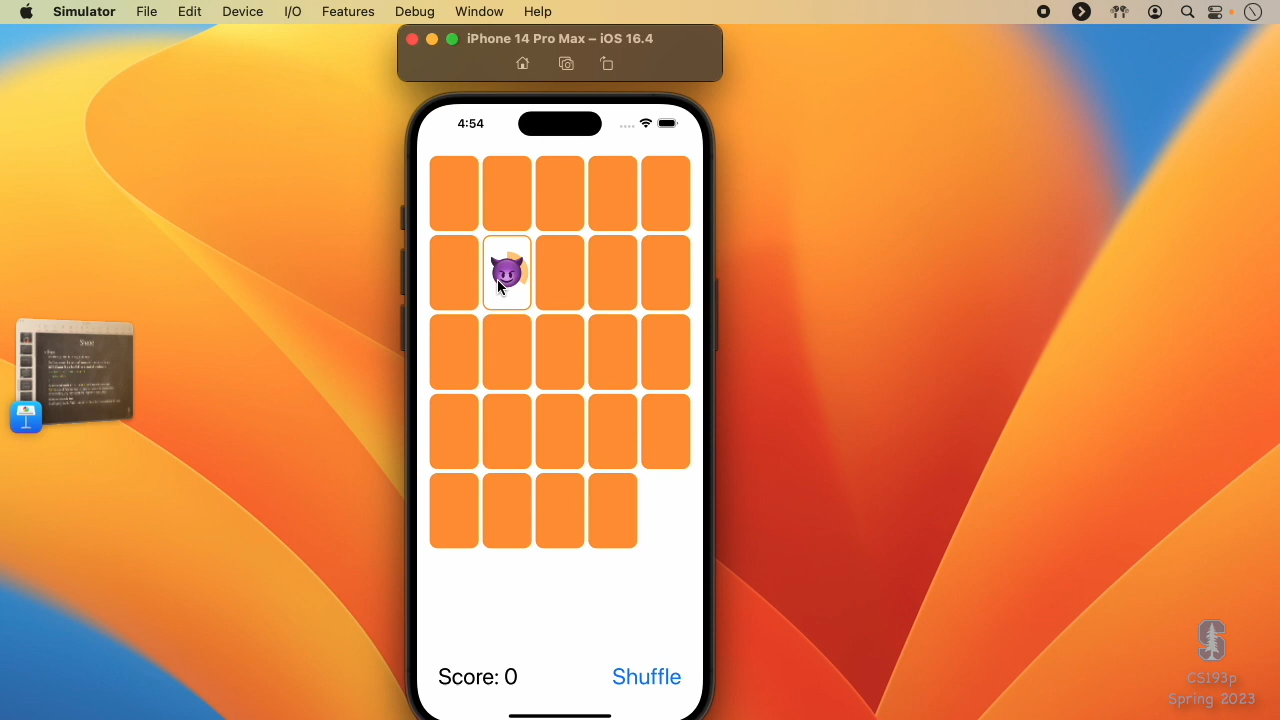 Simulator File Edit View Device I/O Features Debug Window Help
iPhone 14 Pro Max – iOS 16.4
4:54
Score: 0
Shuffle
CS193p
Spring 2023